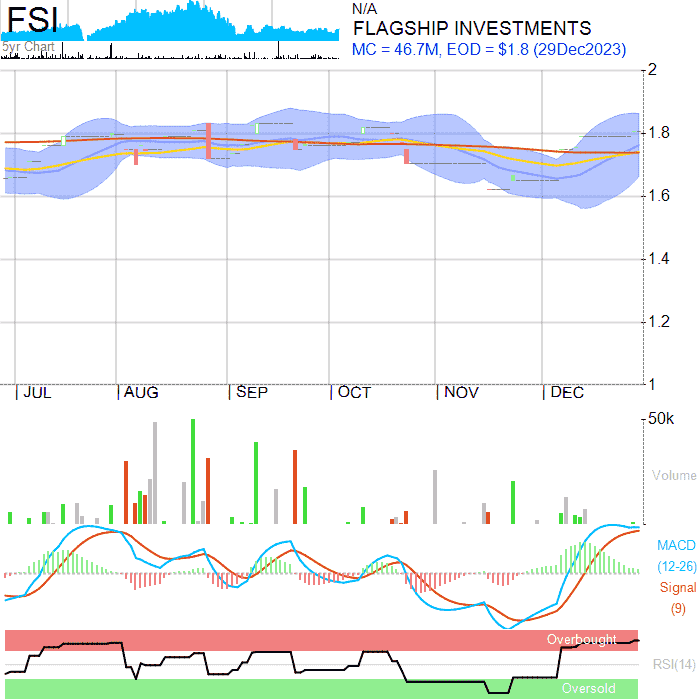 FSI
5yr Chart
N/A
FLAGSHIP INVESTMENTS
MC = 46.7M, EOD = $1.8 (29Dec2023)
2
1.8
1.6
1.4
1.2
1
JUL AUG SEP OCT NOV DEC
50k
Volume
MACD
(12-26)
Signal
(9)
Overbought
RSI(14)
Oversold